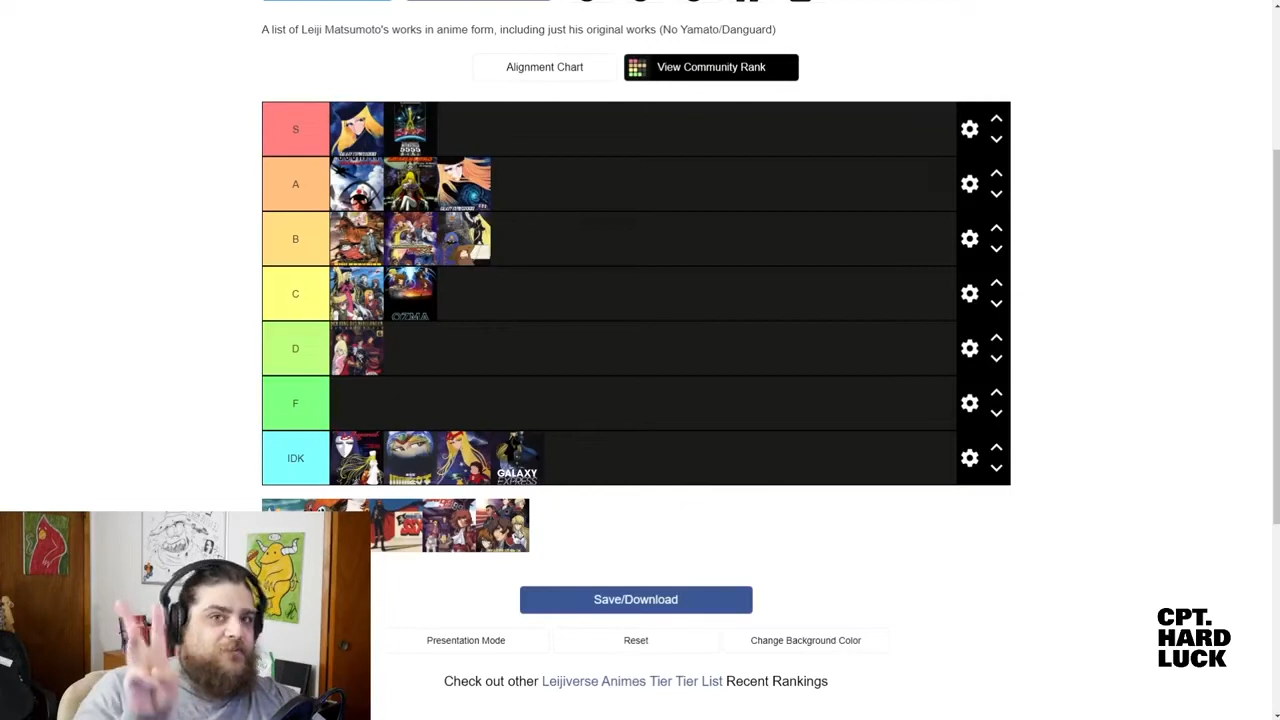 A list of Leiji Matsumoto's works in anime form, including just his original works (No Yamato/Danguard)
Alignment Chart
View Community Rank
S
A
B
C
OZMA
D
F
IDK
GALAXY
EXPRESS
Save/Download
Presentation Mode
Reset
Change Background Color
Check out other Leijiverse Animes Tier Tier List Recent Rankings
CPT.
HARD
LUCK